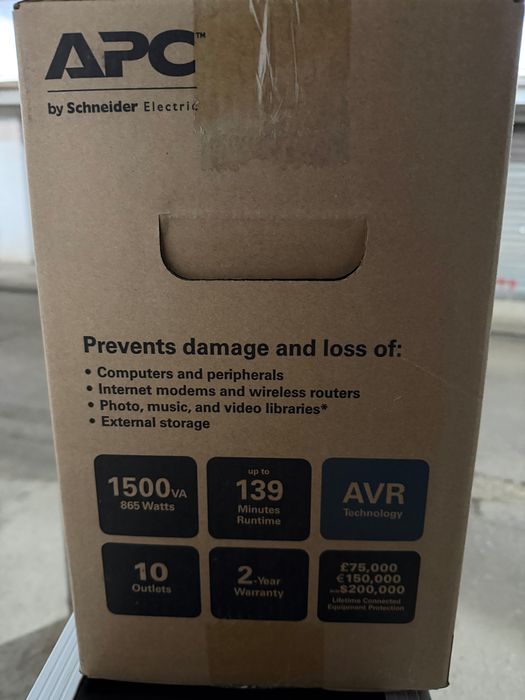 APC™
by Schneider Electric
Prevents damage and loss of:
• Computers and peripherals
• Internet modems and wireless routers
• Photo, music, and video libraries*
• External storage
1500VA
865 Watts
up to
139
Minutes
Runtime
AVR
Technology
10
Outlets
2-Year
Warranty
£75,000
€150,000
$200,000
Lifetime Connected
Equipment Protection